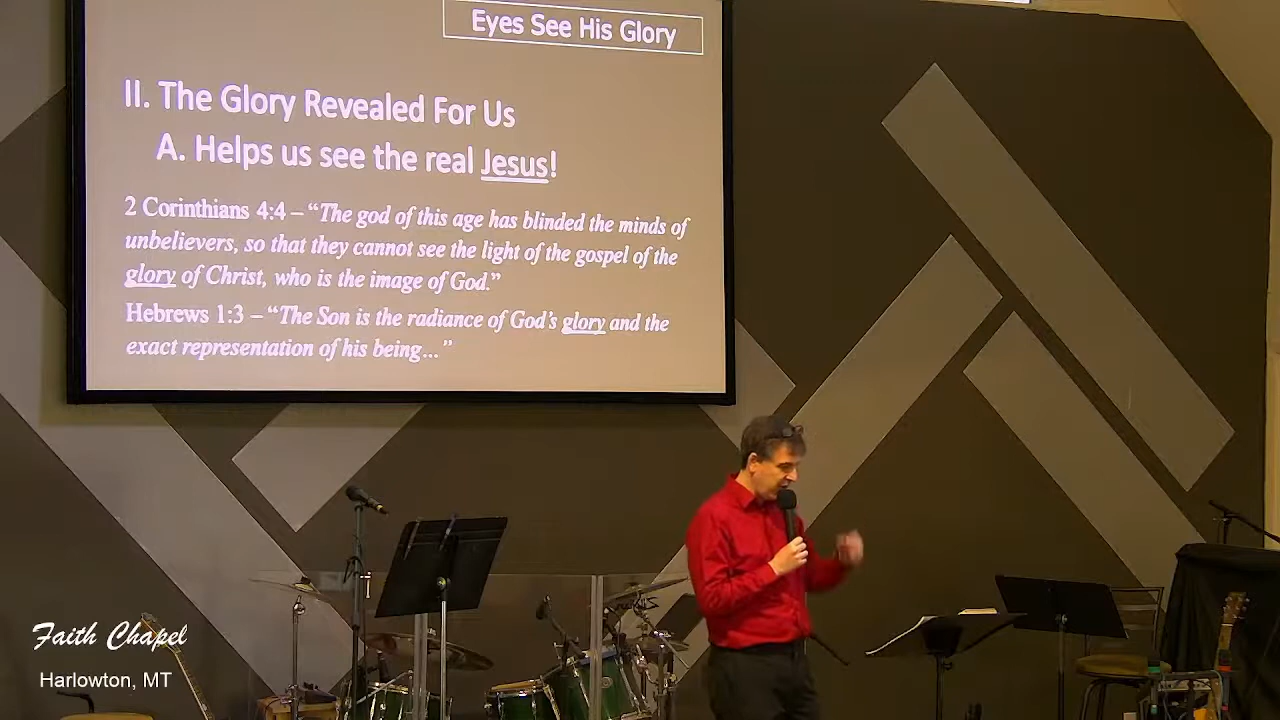 Eyes See His Glory
II. The Glory Revealed For Us
A. Helps us see the real Jesus!
2 Corinthians 4:4 – “The god of this age has blinded the minds of
unbelievers, so that they cannot see the light of the gospel of the
glory of Christ, who is the image of God.”
Hebrews 1:3 – “The Son is the radiance of God’s glory and the
exact representation of his being…”
Faith Chapel
Harlowton, MT